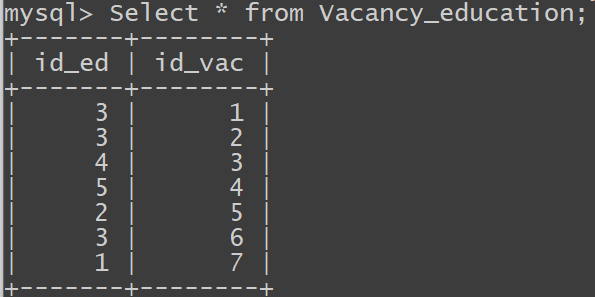 mysql> Select * from Vacancy_education;
+-------+--------+
| id_ed | id_vac |
+-------+--------+
|     3 |      1 |
|     3 |      2 |
|     4 |      3 |
|     5 |      4 |
|     2 |      5 |
|     3 |      6 |
|     1 |      7 |
+-------+--------+